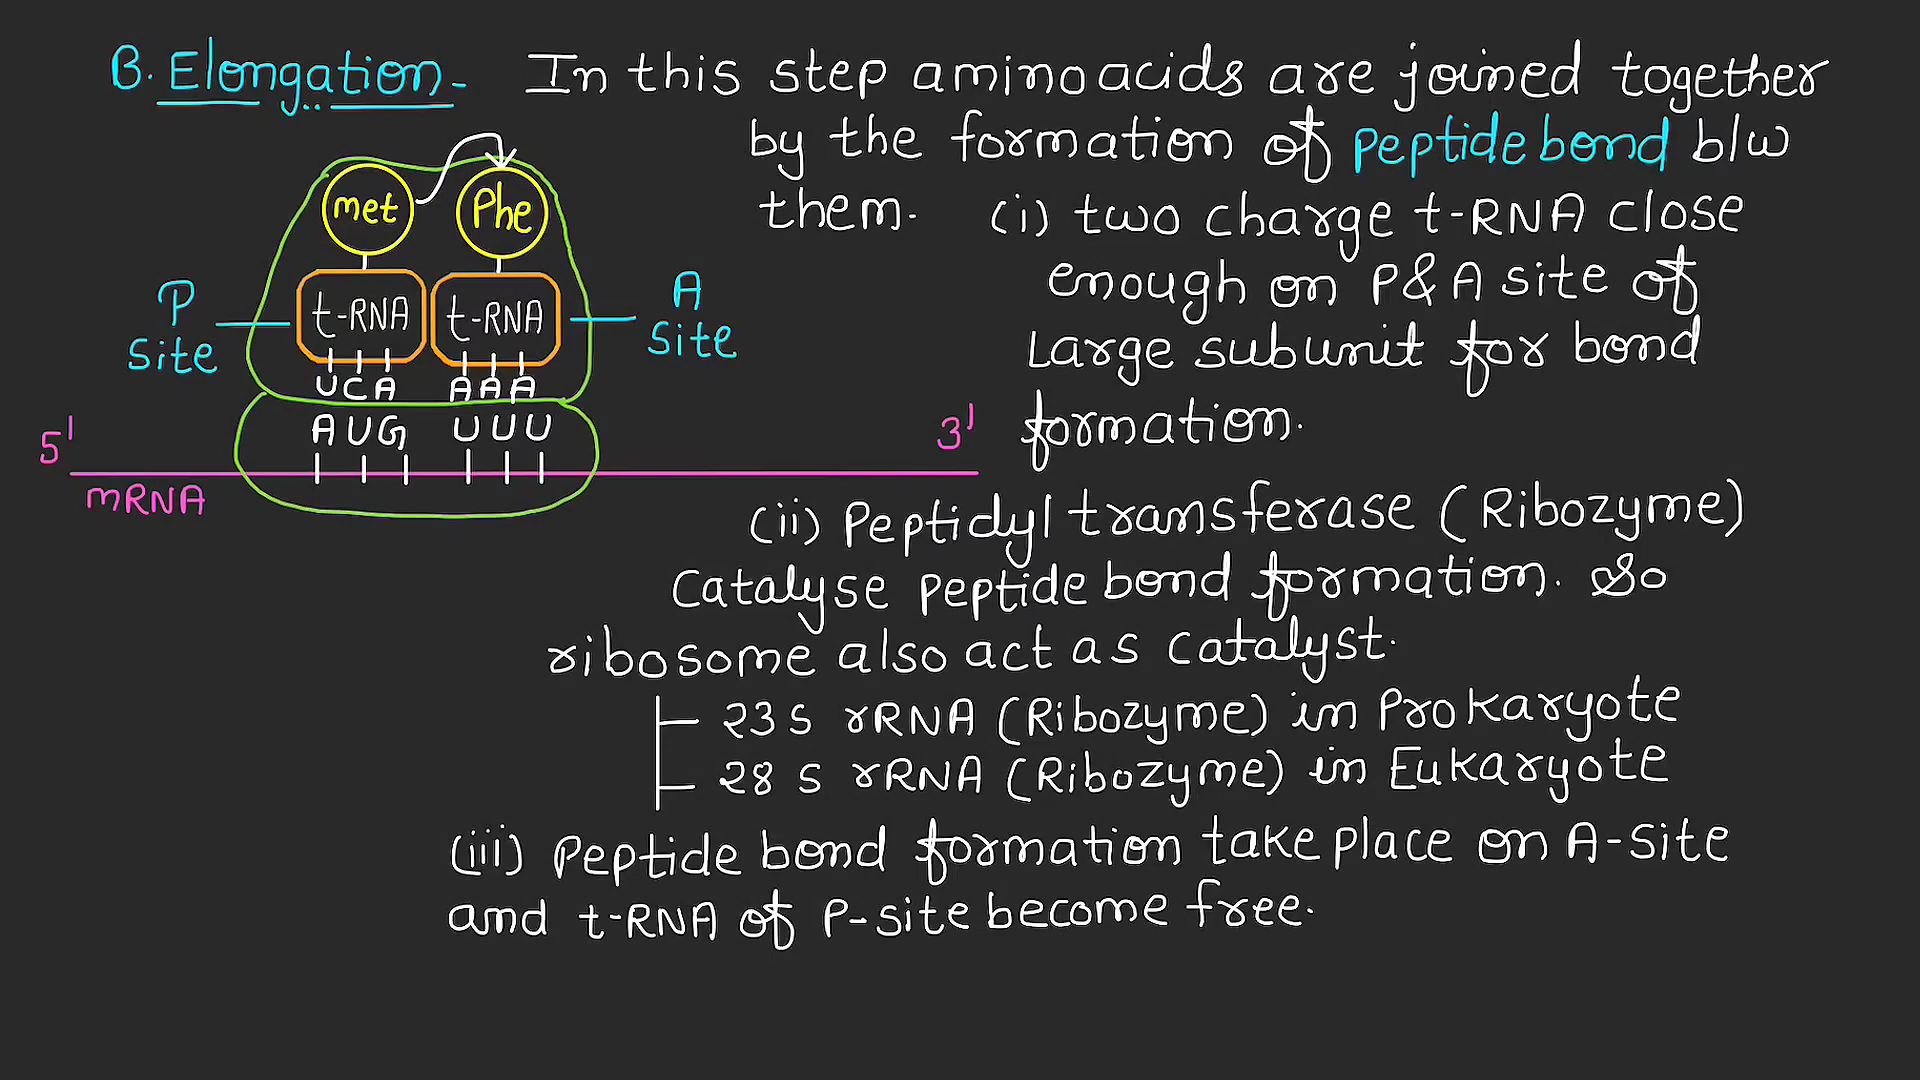 B. Elongation - In this step aminoacids are joined together
by the formation of peptide bond b/w
them. (i) two charge t-RNA close
enough on P & A site of
Large subunit for bond
formation.
met Phe
P site
t-RNA t-RNA
A site
UCA AAA
AUG UUU
5' 3'
mRNA
(ii) Peptidyl transferase (Ribozyme)
Catalyse peptide bond formation. So
ribosome also act as catalyst.
23 S rRNA (Ribozyme) in Prokaryote
28 S rRNA (Ribozyme) in Eukaryote
(iii) Peptide bond formation take place on A-site
and t-RNA of P-site become free.